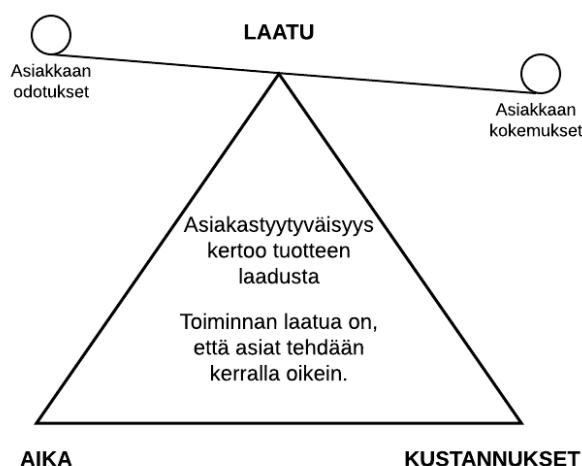 LAATU
Asiakkaan
odotukset
Asiakkaan
kokemukset
Asiakastyytyväisyys
kertoo tuotteen
laadusta
Toiminnan laatua on,
että asiat tehdään
kerralla oikein.
AIKA
KUSTANNUKSET